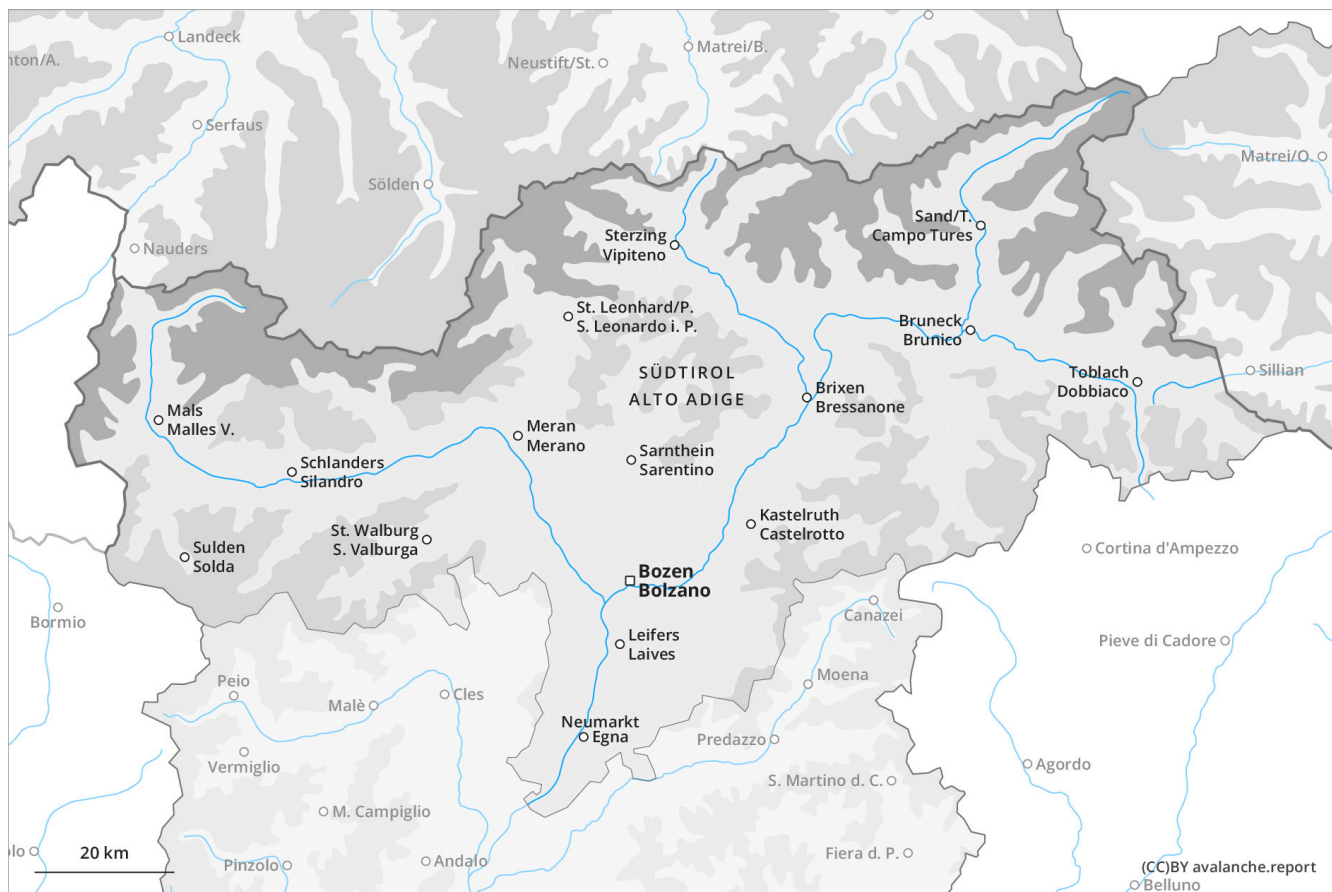 Landeck
nton/A.
Neustift/St.
Matrei/B.
Serfaus
Matrei/O.
Sölden
Nauders
Sand/T.
Campo Tures
Sterzing
Vipiteno
St. Leonhard/P.
S. Leonardo i. P.
Bruneck
Brunico
SÜDTIROL
ALTO ADIGE
Toblach
Dobbiaco
Sillian
Brixen
Bressanone
Mals
Malles V.
Meran
Merano
Schlanders
Silandro
Sarnthein
Sarentino
Kastelruth
Castelrotto
St. Walburg
S. Valburga
Sulden
Solda
Cortina d'Ampezzo
Bozen
Bolzano
Bormio
Canazei
Leifers
Laives
Pieve di Cadore
Peio
Malè
Cles
Moena
Neumarkt
Egna
Predazzo
Vermiglio
Agordo
S. Martino d. C.
M. Campiglio
olo
20 km
Pinzolo
Andalo
Fiera d. P.
(CC)BY avalanche.report
Belluno